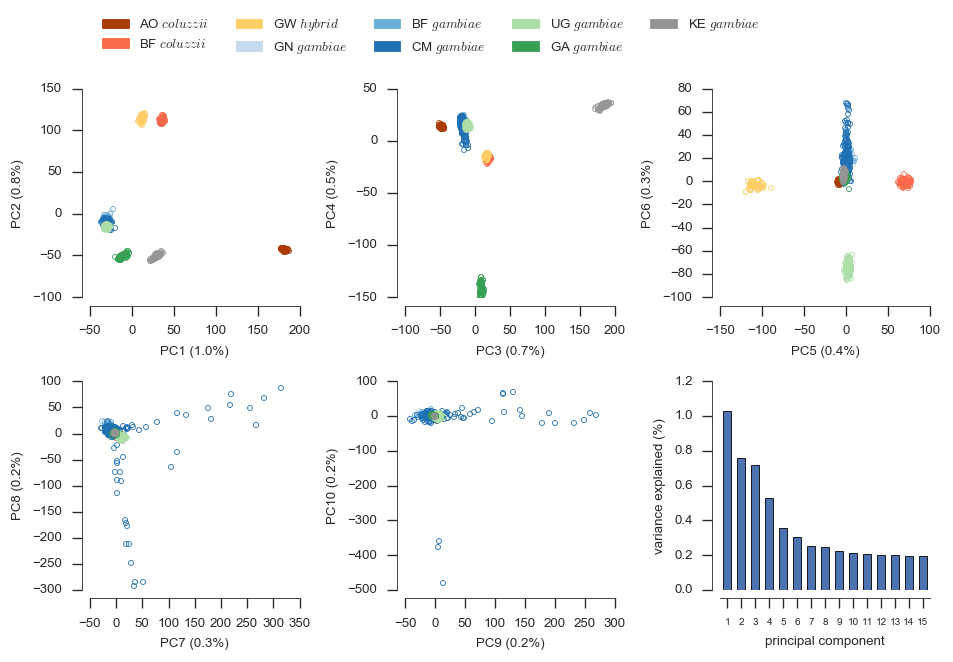 AO coluzzii GW hybrid BF gambiae UG gambiae KE gambiae
BF coluzzii GN gambiae CM gambiae GA gambiae
150
100
50
0
−50
−100
PC2 (0.8%)
−50 0 50 100 150 200
PC1 (1.0%)
50
0
−50
−100
−150
PC4 (0.5%)
−100 −50 0 50 100 150 200
PC3 (0.7%)
80
60
40
20
0
−20
−40
−60
−80
−100
PC6 (0.3%)
−150 −100 −50 0 50 100
PC5 (0.4%)
100
50
0
−50
−100
−150
−200
−250
−300
PC8 (0.2%)
−50 0 50 100 150 200 250 300 350
PC7 (0.3%)
100
0
−100
−200
−300
−400
−500
PC10 (0.2%)
−50 0 50 100 150 200 250 300
PC9 (0.2%)
1.2
1.0
0.8
0.6
0.4
0.2
0.0
variance explained (%)
1 2 3 4 5 6 7 8 9 10 11 12 13 14 15
principal component